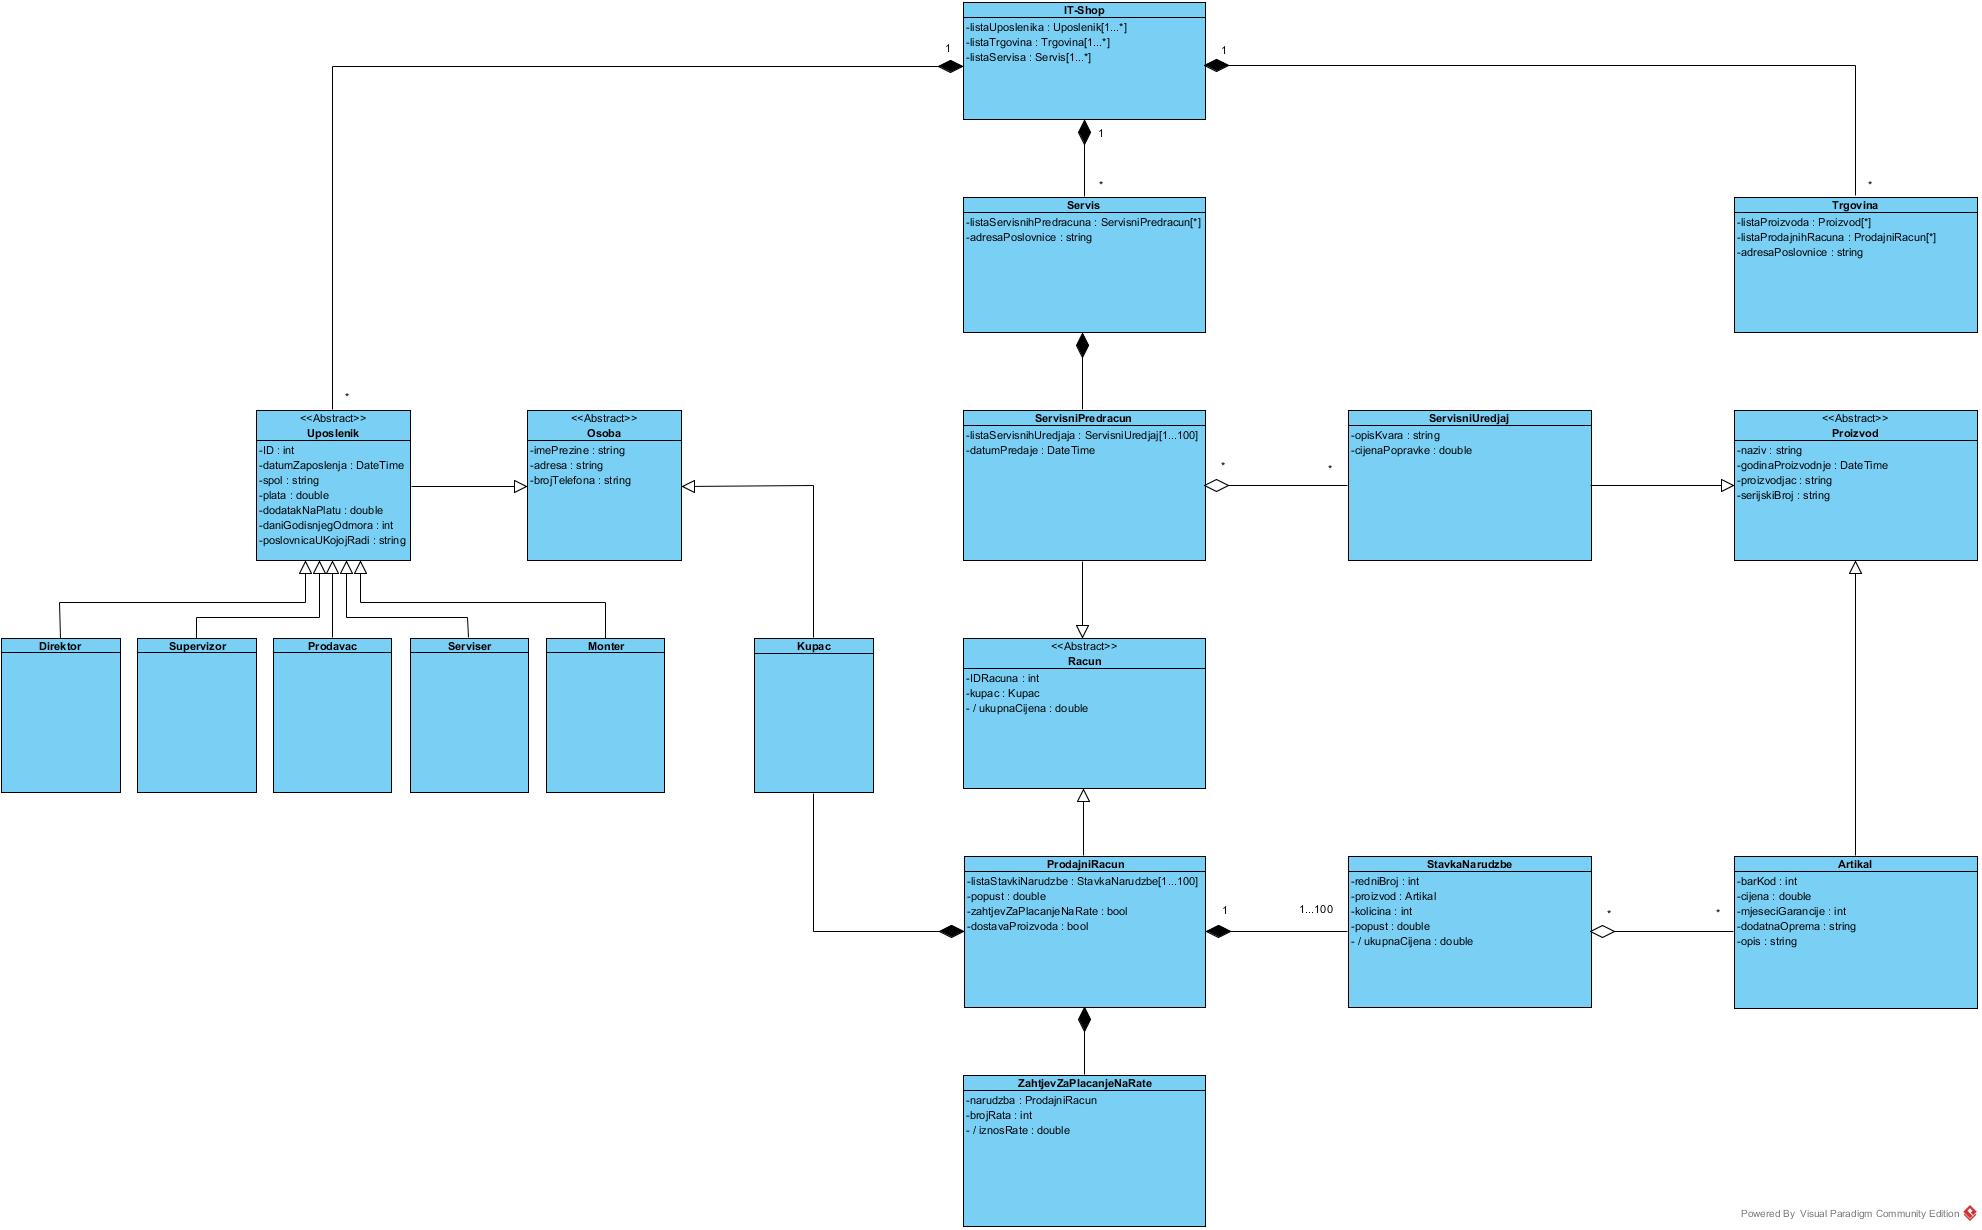 IT-Shop
-listaUposlenika : Uposlenik[1...*]
-listaTrgovina : Trgovina[1...*]
-listaServisa : Servis[1...*]
1
1
1
*
*
Servis
-listaServisnihPredracuna : ServisniPredracun[*]
-adresaPoslovnice : string
Trgovina
-listaProizvoda : Proizvod[*]
-listaProdajnihRacuna : ProdajniRacun[*]
-adresaPoslovnice : string
*
<<Abstract>>
Uposlenik
-ID : int
-datumZaposlenja : DateTime
-spol : string
-plata : double
-dodatakNaPlatu : double
-daniGodisnjegOdmora : int
-poslovnicaUKojojRadi : string
<<Abstract>>
Osoba
-imePrezine : string
-adresa : string
-brojTelefona : string
ServisniPredracun
-listaServisnihUredjaja : ServisniUredjaj[1...100]
-datumPredaje : DateTime
*
*
ServisniUredjaj
-opisKvara : string
-cijenaPopravke : double
<<Abstract>>
Proizvod
-naziv : string
-godinaProizvodnje : DateTime
-proizvodjac : string
-serijskiBroj : string
Direktor
Supervizor
Prodavac
Serviser
Monter
Kupac
<<Abstract>>
Racun
-IDRacuna : int
-kupac : Kupac
- / ukupnaCijena : double
ProdajniRacun
-listaStavkiNarudzbe : StavkaNarudzbe[1...100]
-popust : double
-zahtjevZaPlacanjeNaRate : bool
-dostavaProizvoda : bool
1
1...100
StavkaNarudzbe
-redniBroj : int
-proizvod : Artikal
-kolicina : int
-popust : double
- / ukupnaCijena : double
*
*
Artikal
-barKod : int
-cijena : double
-mjeseciGarancije : int
-dodatnaOprema : string
-opis : string
ZahtjevZaPlacanjeNaRate
-narudzba : ProdajniRacun
-brojRata : int
- / iznosRate : double
Powered By Visual Paradigm Community Edition